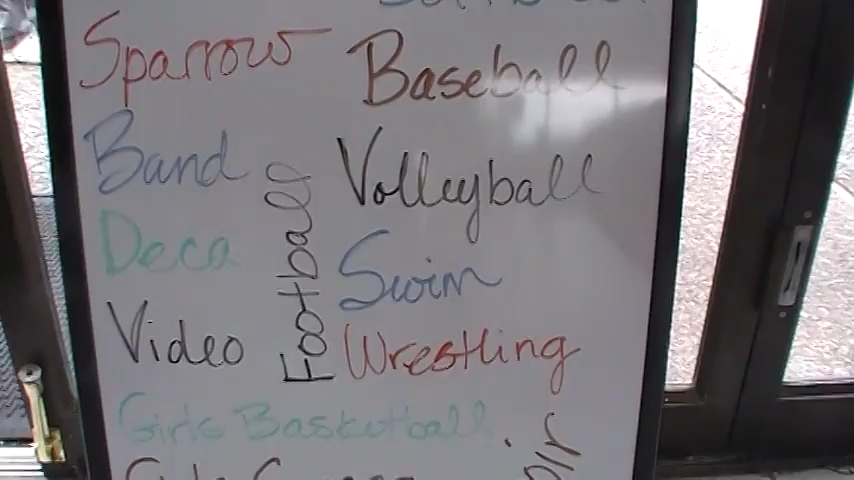 Sparrow
Baseball
Band
Volleyball
Football
Deca
Swim
Video
Wrestling
Girls Basketball